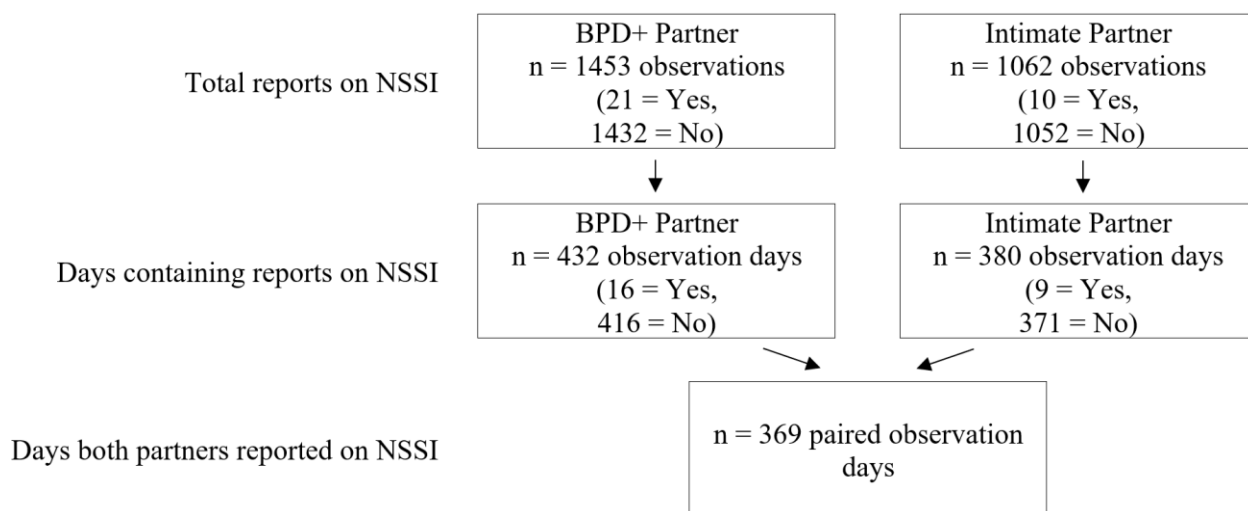 Total reports on NSSI
BPD+ Partner
n = 1453 observations
(21 = Yes,
1432 = No)
Intimate Partner
n = 1062 observations
(10 = Yes,
1052 = No)
Days containing reports on NSSI
BPD+ Partner
n = 432 observation days
(16 = Yes,
416 = No)
Intimate Partner
n = 380 observation days
(9 = Yes,
371 = No)
Days both partners reported on NSSI
n = 369 paired observation
days